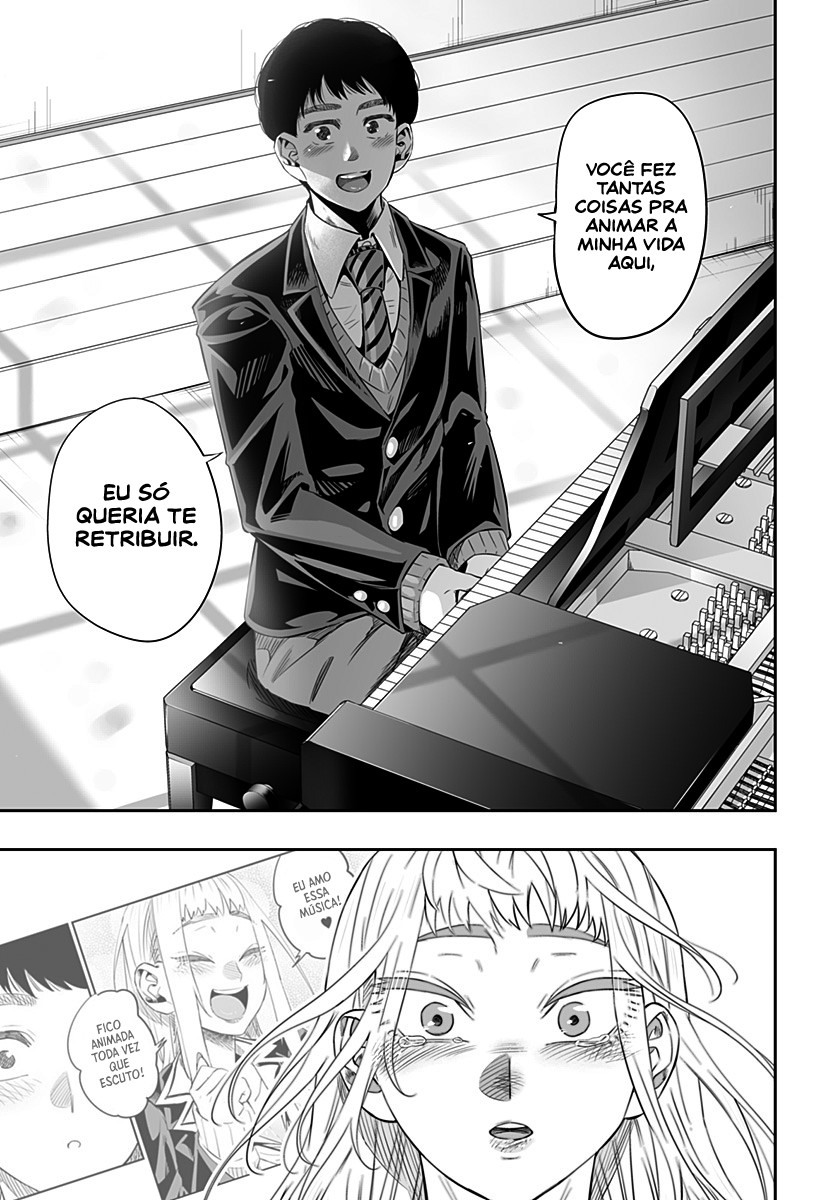 VOCÊ FEZ
TANTAS
COISAS PRA
ANIMAR A
MINHA VIDA
AQUI,
EU SÓ
QUERIA TE
RETRIBUIR.
EU AMO
ESSA
MÚSICA!
FICO
ANIMADA
TODA VEZ
QUE
ESCUTO!